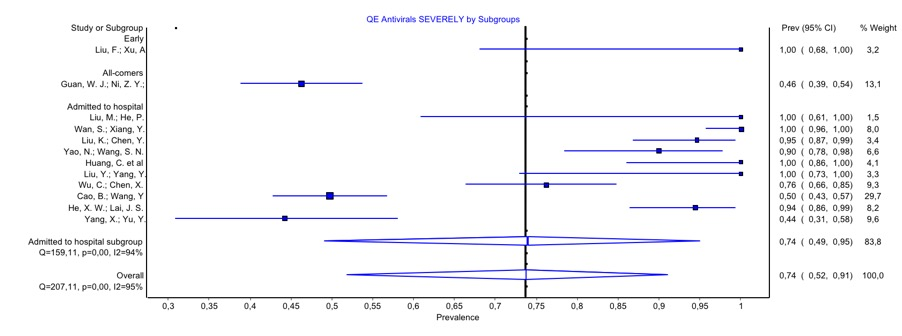 QE Antivirals SEVERELY by Subgroups
Study or Subgroup Prev (95% CI) % Weight
Early
Liu, F.; Xu, A 1,00 ( 0,68, 1,00) 3,2
All-comers
Guan, W. J.; Ni, Z. Y.; 0,46 ( 0,39, 0,54) 13,1
Admitted to hospital
Liu, M.; He, P. 1,00 ( 0,61, 1,00) 1,5
Wan, S.; Xiang, Y. 1,00 ( 0,96, 1,00) 8,0
Liu, K.; Chen, Y. 0,95 ( 0,87, 0,99) 3,4
Yao, N.; Wang, S. N. 0,90 ( 0,78, 0,98) 6,6
Huang, C. et al 1,00 ( 0,86, 1,00) 4,1
Liu, Y.; Yang, Y. 1,00 ( 0,73, 1,00) 3,3
Wu, C.; Chen, X. 0,76 ( 0,66, 0,85) 9,3
Cao, B.; Wang, Y 0,50 ( 0,43, 0,57) 29,7
He, X. W.; Lai, J. S. 0,94 ( 0,86, 0,99) 8,2
Yang, X.; Yu, Y. 0,44 ( 0,31, 0,58) 9,6
Admitted to hospital subgroup 0,74 ( 0,49, 0,95) 83,8
Q=159,11, p=0,00, I2=94%
Overall 0,74 ( 0,52, 0,91) 100,0
Q=207,11, p=0,00, I2=95%
0,3 0,35 0,4 0,45 0,5 0,55 0,6 0,65 0,7 0,75 0,8 0,85 0,9 0,95 1
Prevalence